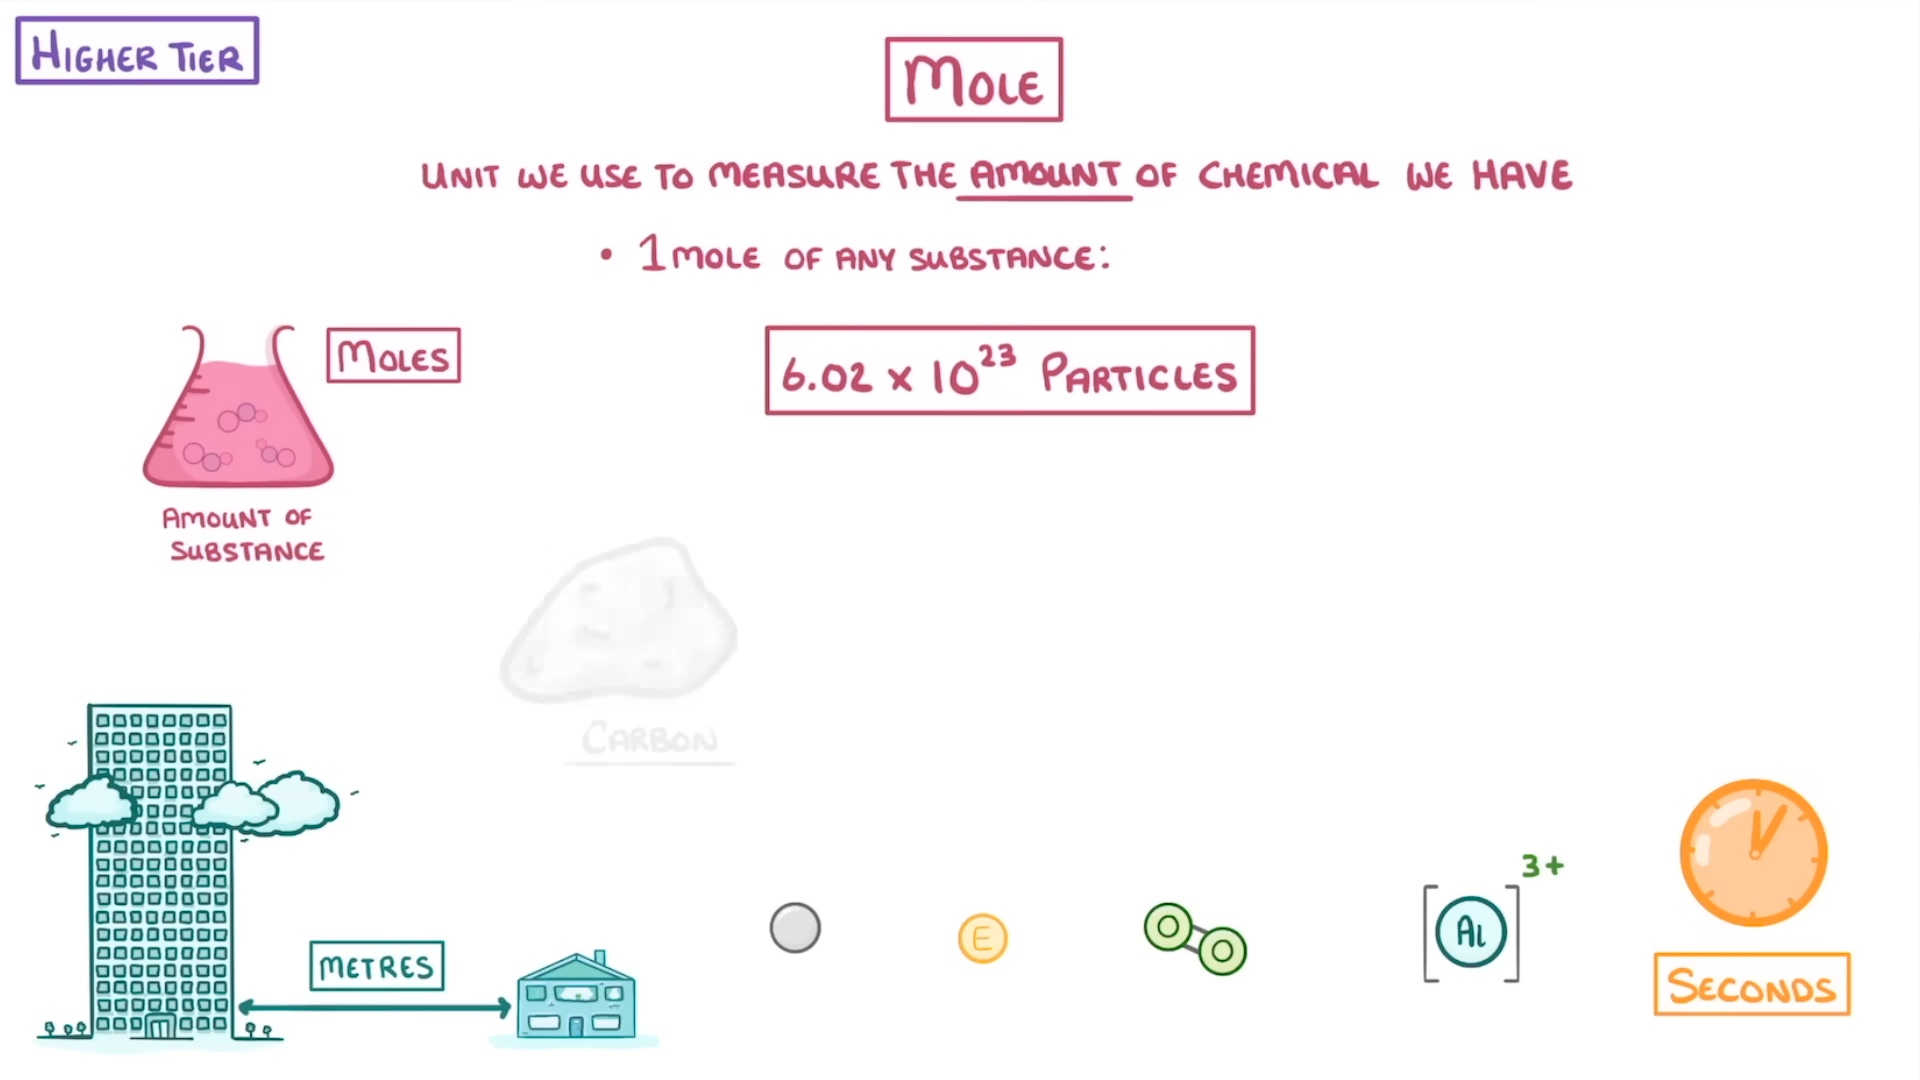 HIGHER TIER
MOLE
UNIT WE USE TO MEASURE THE AMOUNT OF CHEMICAL WE HAVE
• 1 MOLE OF ANY SUBSTANCE:
MOLES
6.02 x 10²³ PARTICLES
AMOUNT OF
SUBSTANCE
CARBON
METRES
E
O O
[Al]³⁺
SECONDS